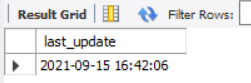 Result Grid Filter Rows:
last_update
2021-09-15 16:42:06